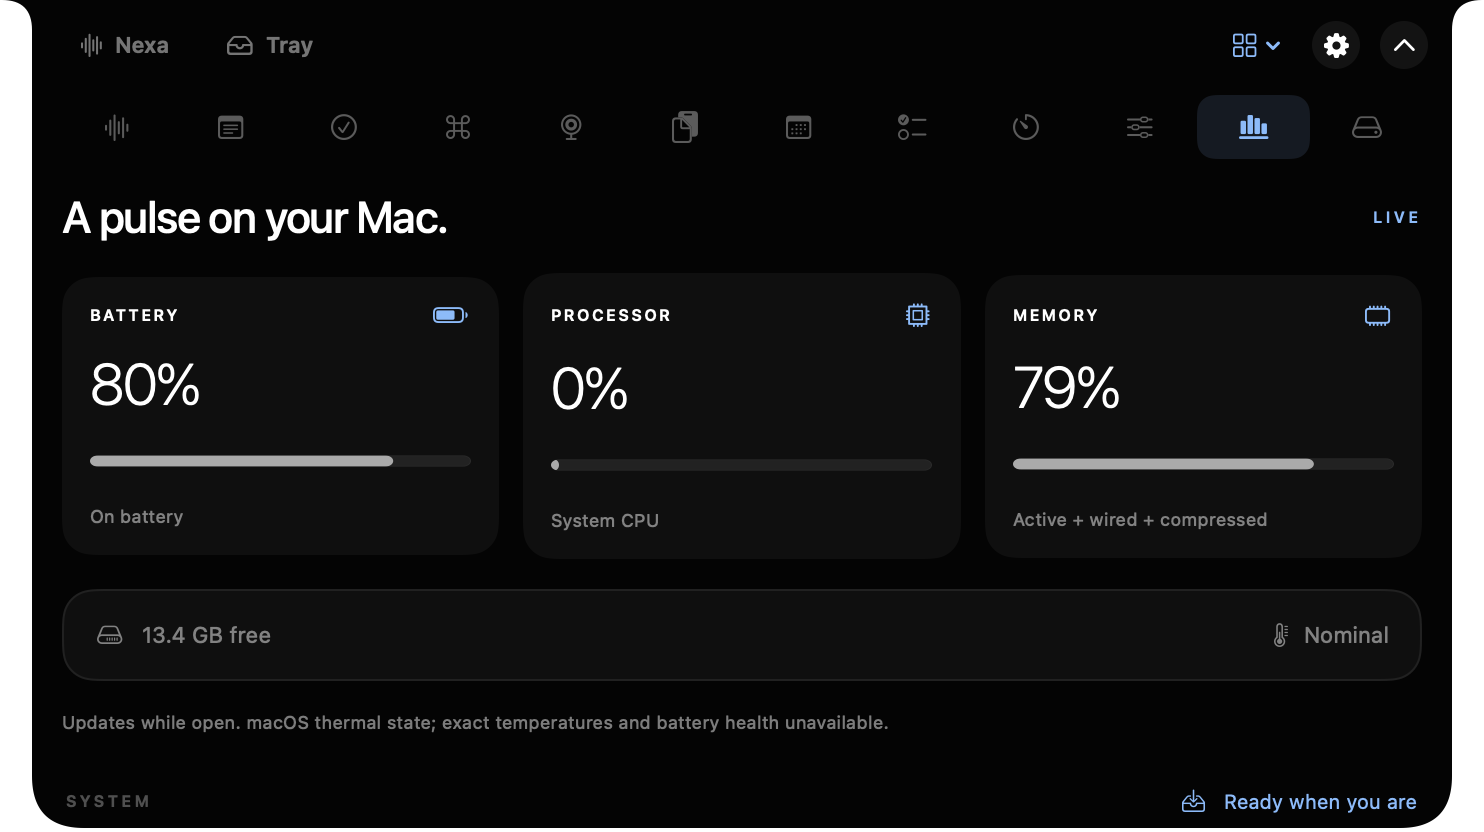 Nexa
Tray
A pulse on your Mac.
LIVE
BATTERY
80%
On battery
PROCESSOR
0%
System CPU
MEMORY
79%
Active + wired + compressed
13.4 GB free
Nominal
Updates while open. macOS thermal state; exact temperatures and battery health unavailable.
SYSTEM
Ready when you are